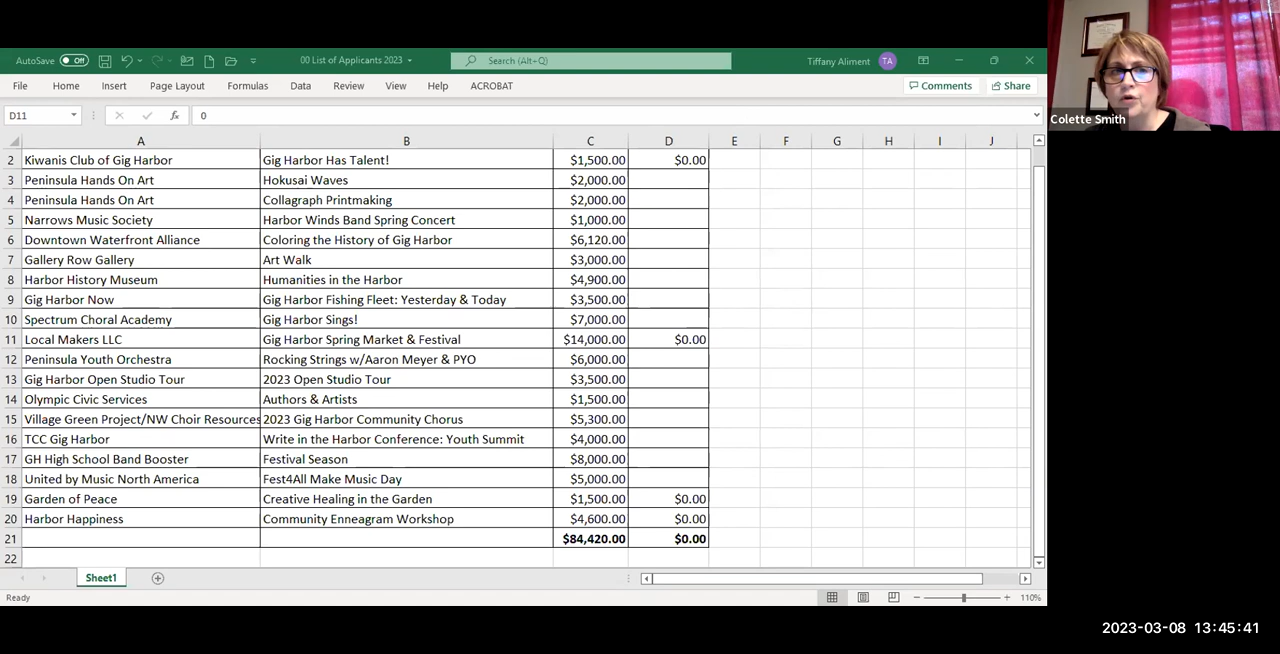 AutoSave Off 00 List of Applicants 2023 Search (Alt+Q) Tiffany Aliment TA
File Home Insert Page Layout Formulas Data Review View Help ACROBAT Comments Share
Colette Smith
D11 fx 0
A B C D E F G H I J
2 Kiwanis Club of Gig Harbor Gig Harbor Has Talent! $1,500.00 $0.00
3 Peninsula Hands On Art Hokusai Waves $2,000.00
4 Peninsula Hands On Art Collagraph Printmaking $2,000.00
5 Narrows Music Society Harbor Winds Band Spring Concert $1,000.00
6 Downtown Waterfront Alliance Coloring the History of Gig Harbor $6,120.00
7 Gallery Row Gallery Art Walk $3,000.00
8 Harbor History Museum Humanities in the Harbor $4,900.00
9 Gig Harbor Now Gig Harbor Fishing Fleet: Yesterday & Today $3,500.00
10 Spectrum Choral Academy Gig Harbor Sings! $7,000.00
11 Local Makers LLC Gig Harbor Spring Market & Festival $14,000.00 $0.00
12 Peninsula Youth Orchestra Rocking Strings w/Aaron Meyer & PYO $6,000.00
13 Gig Harbor Open Studio Tour 2023 Open Studio Tour $3,500.00
14 Olympic Civic Services Authors & Artists $1,500.00
15 Village Green Project/NW Choir Resources 2023 Gig Harbor Community Chorus $5,300.00
16 TCC Gig Harbor Write in the Harbor Conference: Youth Summit $4,000.00
17 GH High School Band Booster Festival Season $8,000.00
18 United by Music North America Fest4All Make Music Day $5,000.00
19 Garden of Peace Creative Healing in the Garden $1,500.00 $0.00
20 Harbor Happiness Community Enneagram Workshop $4,600.00 $0.00
21 $84,420.00 $0.00
22
Sheet1
Ready 110%
2023-03-08 13:45:41